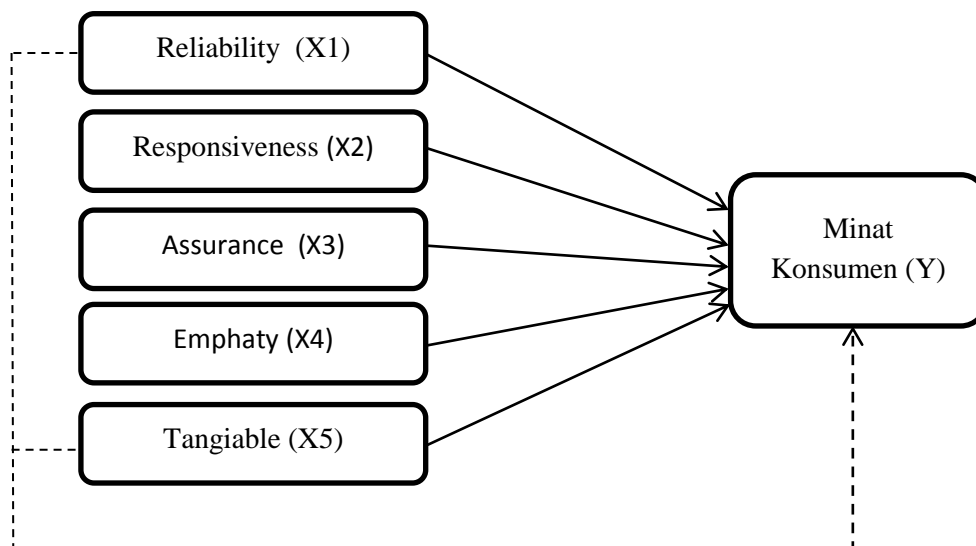 Reliability (X1)
Responsiveness (X2)
Assurance (X3)
Emphaty (X4)
Tangiable (X5)
Minat
Konsumen (Y)